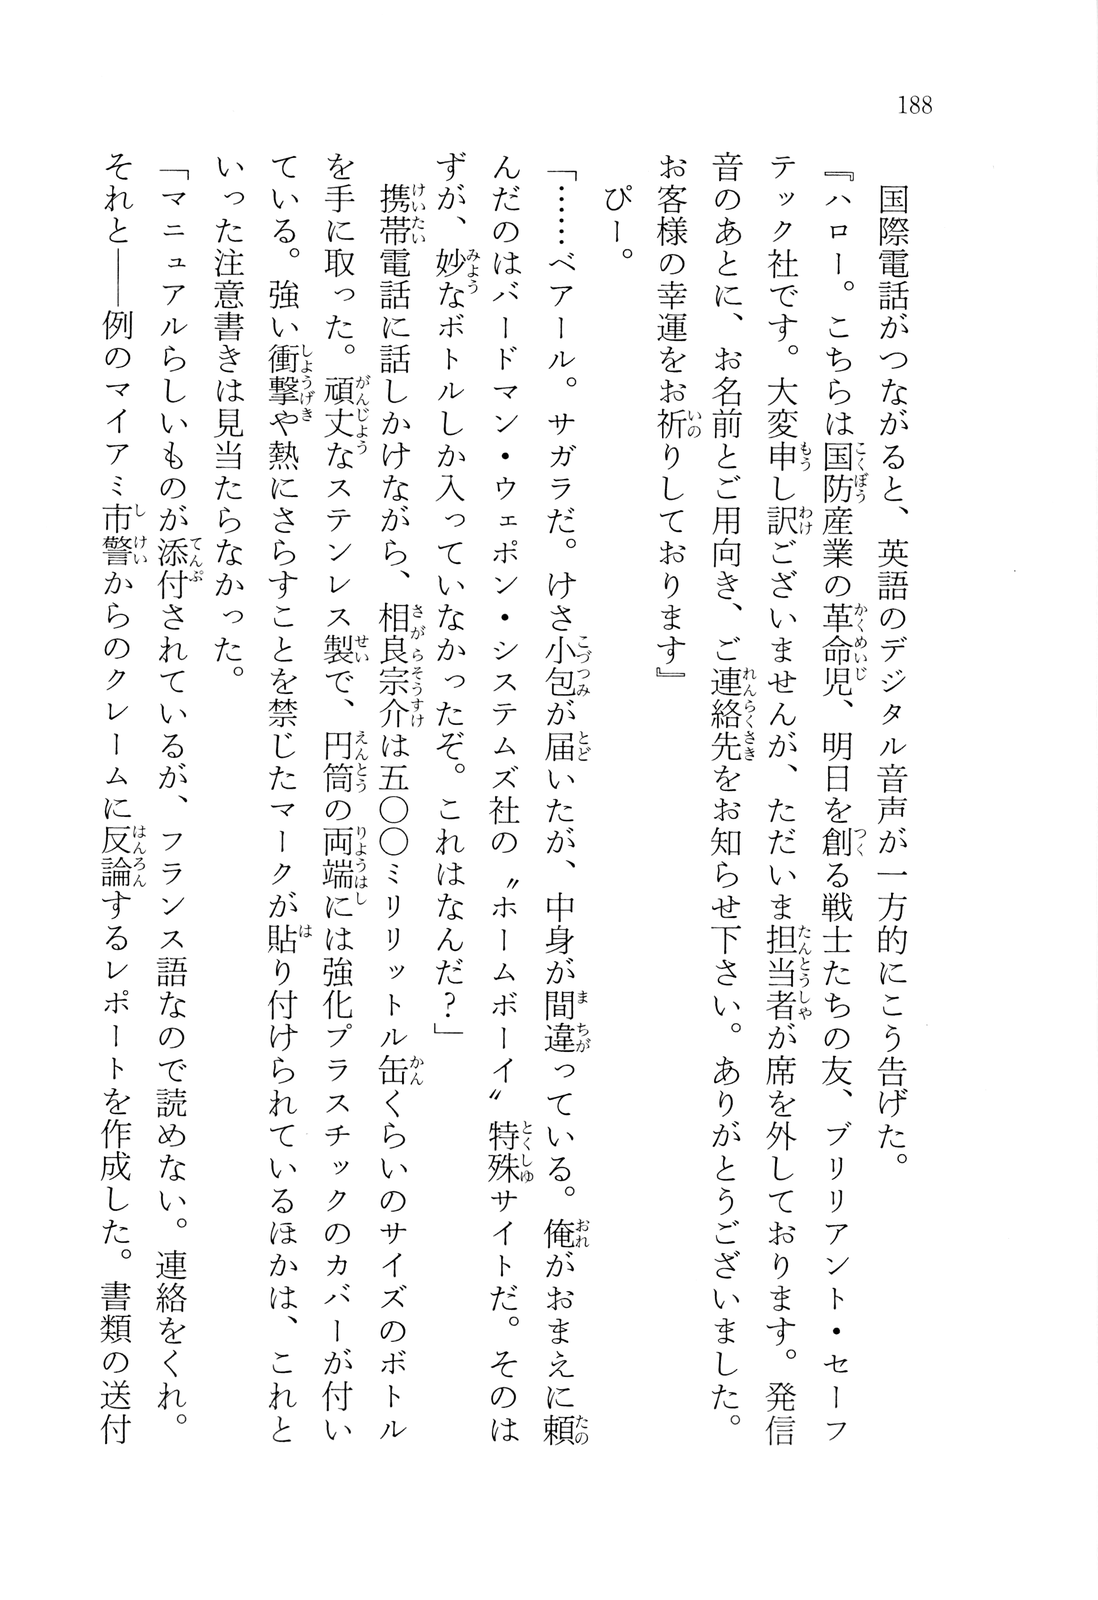 188
国際電話がつながると、英語のデジタル音声が一方的にこう告げた。
『ハロー。こちらは国防産業の革命児、明日を創る戦士たちの友、ブリリアント・セーフ
テック社です。大変申し訳ございませんが、ただいま担当者が席を外しております。発信
音のあとに、お名前とご用向き、ご連絡先をお知らせ下さい。ありがとうございました。
お客様の幸運をお祈りしております』
ぴー。
「……ベアール。サガラだ。けさ小包が届いたが、中身が間違っている。俺がおまえに頼
んだのはバードマン・ウェポン・システムズ社の〝ホームボーイ〟特殊サイトだ。そのは
ずが、妙なボトルしか入っていなかったぞ。これはなんだ？」
携帯電話に話しかけながら、相良宗介は五〇〇ミリリットル缶くらいのサイズのボトル
を手に取った。頑丈なステンレス製で、円筒の両端には強化プラスチックのカバーが付い
ている。強い衝撃や熱にさらすことを禁じたマークが貼り付けられているほかは、これと
いった注意書きは見当たらなかった。
「マニュアルらしいものが添付されているが、フランス語なので読めない。連絡をくれ。
それと――例のマイアミ市警からのクレームに反論するレポートを作成した。書類の送付